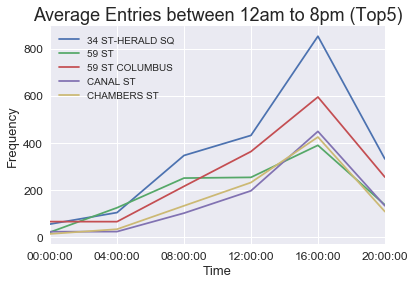 Average Entries between 12am to 8pm (Top5)
34 ST-HERALD SQ
59 ST
59 ST COLUMBUS
CANAL ST
CHAMBERS ST
Frequency
800
600
400
200
0
00:00:00 04:00:00 08:00:00 12:00:00 16:00:00 20:00:00
Time